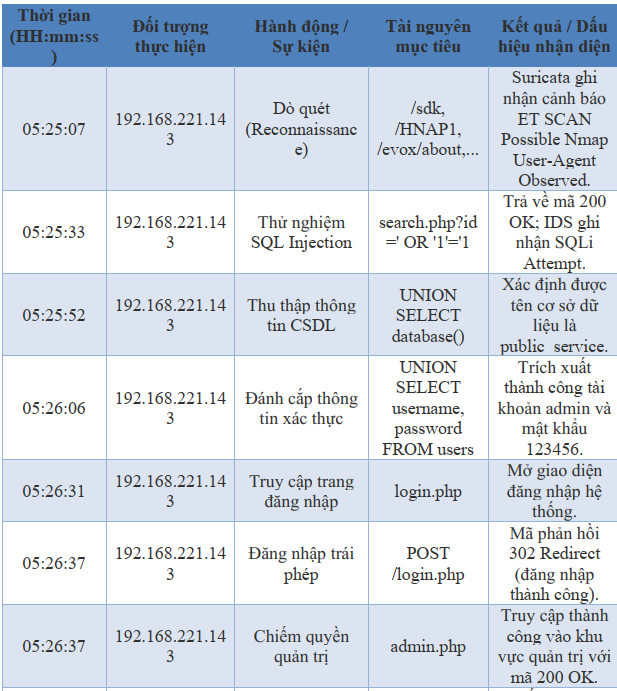 Thời gian
(HH:mm:ss
)
Đối tượng
thực hiện
Hành động /
Sự kiện
Tài nguyên
mục tiêu
Kết quả / Dấu
hiệu nhận diện
05:25:07
192.168.221.14
3
Dò quét
(Reconnaissanc
e)
/sdk,
/HNAP1,
/evox/about,...
Suricata ghi
nhận cảnh báo
ET SCAN
Possible Nmap
User-Agent
Observed.
05:25:33
192.168.221.14
3
Thử nghiệm
SQL Injection
search.php?id
=' OR '1'='1
Trả về mã 200
OK; IDS ghi
nhận SQLi
Attempt.
05:25:52
192.168.221.14
3
Thu thập thông
tin CSDL
UNION
SELECT
database()
Xác định được
tên cơ sở dữ
liệu là
public_service.
05:26:06
192.168.221.14
3
Đánh cắp thông
tin xác thực
UNION
SELECT
username,
password
FROM users
Trích xuất
thành công tài
khoản admin và
mật khẩu
123456.
05:26:31
192.168.221.14
3
Truy cập trang
đăng nhập
login.php
Mở giao diện
đăng nhập hệ
thống.
05:26:37
192.168.221.14
3
Đăng nhập trái
phép
POST
/login.php
Mã phản hồi
302 Redirect
(đăng nhập
thành công).
05:26:37
192.168.221.14
3
Chiếm quyền
quản trị
admin.php
Truy cập thành
công vào khu
vực quản trị với
mã 200 OK.